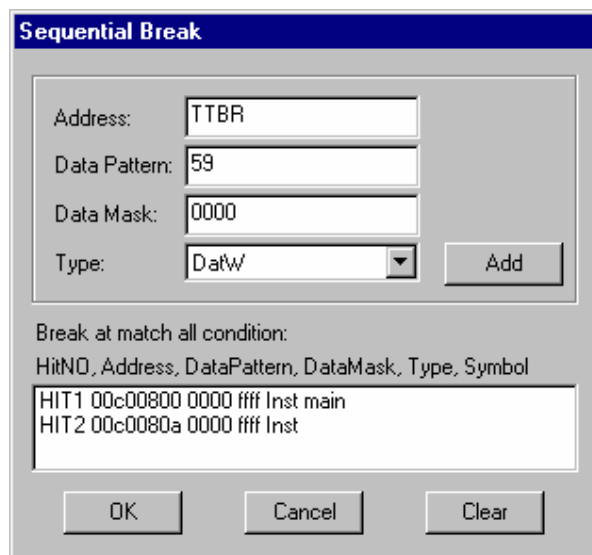 Sequential Break
Address: TTBR
Data Pattern: 59
Data Mask: 0000
Type: DatW Add
Break at match all condition:
HitNO, Address, DataPattern, DataMask, Type, Symbol
HIT1 00c00800 0000 ffff Inst main
HIT2 00c0080a 0000 ffff Inst
OK Cancel Clear